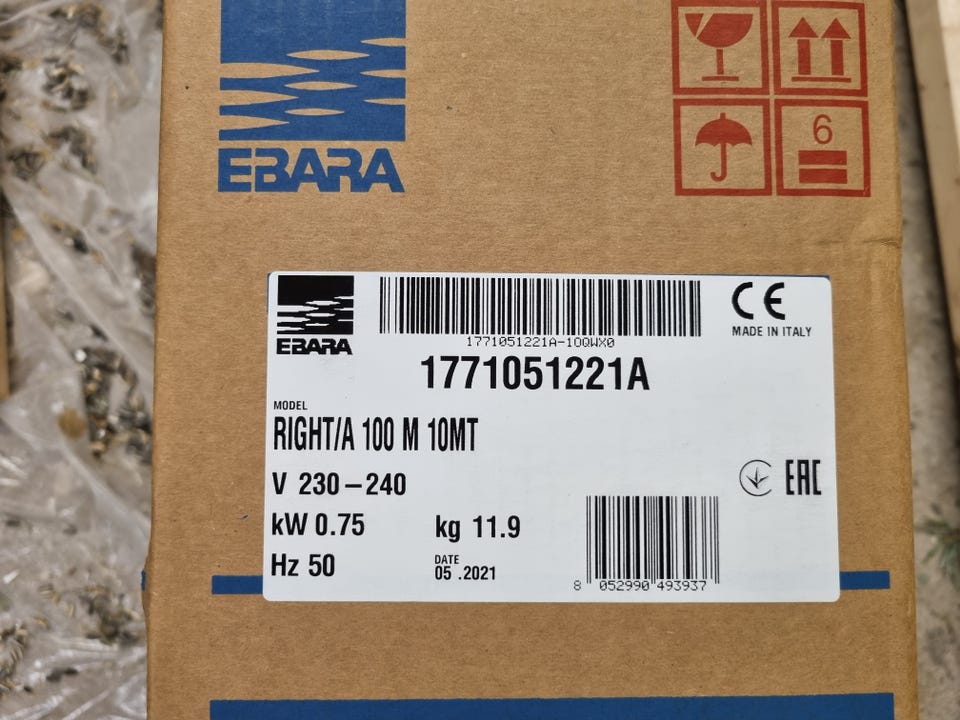 EBARA
6
EBARA
1771051221A-10QWX0
CE
MADE IN ITALY
1771051221A
MODEL
RIGHT/A 100 M 10MT
V 230-240
EAC
kW 0.75
kg 11.9
Hz 50
DATE
05 .2021
8 052990 493937